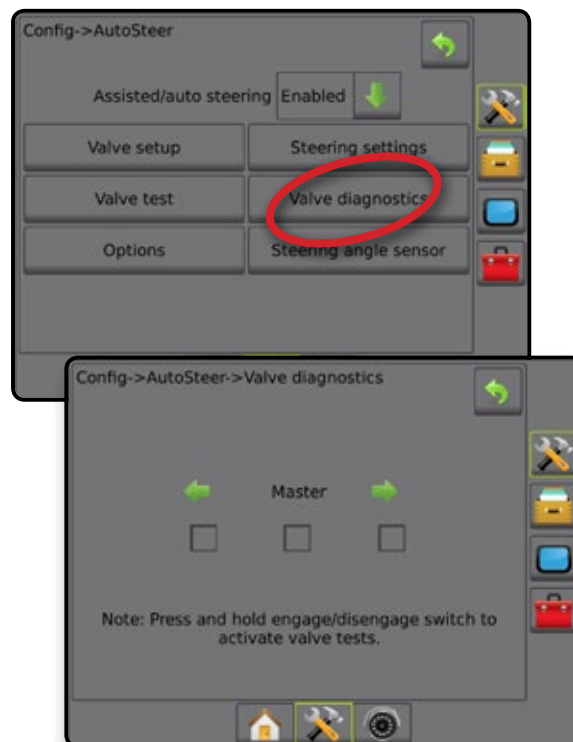 Config->AutoSteer
Assisted/auto steering Enabled
Valve setup Steering settings
Valve test Valve diagnostics
Options Steering angle sensor
Config->AutoSteer->Valve diagnostics
Master
Note: Press and hold engage/disengage switch to
activate valve tests.